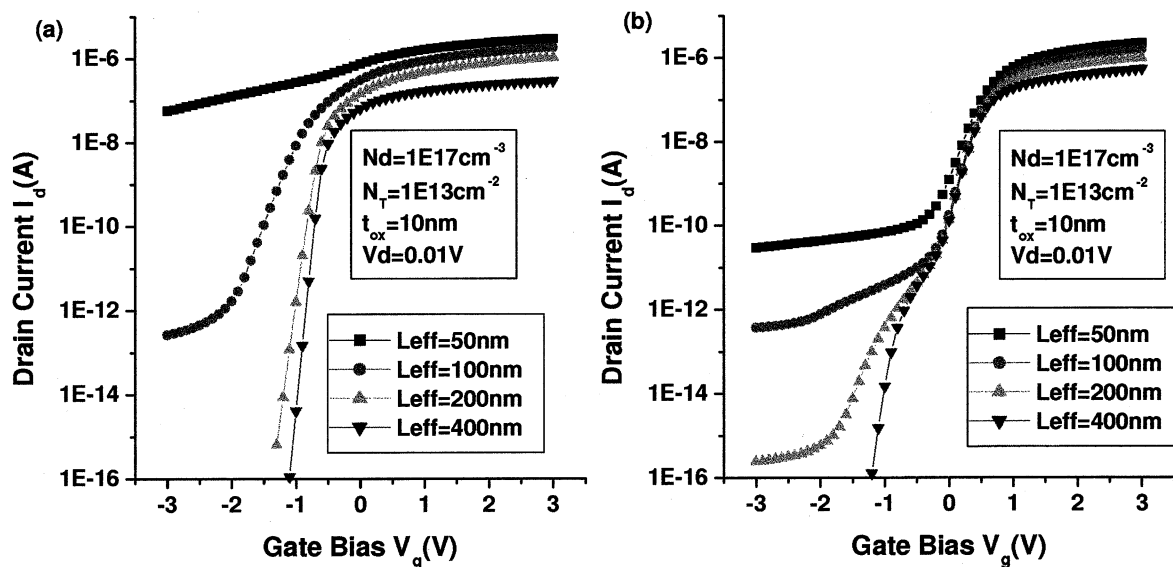 (a)
1E-6
1E-8
1E-10
1E-12
1E-14
1E-16
Drain Current I_d(A)
Nd=1E17cm^-3
N_T=1E13cm^-2
t_ox=10nm
Vd=0.01V
Leff=50nm
Leff=100nm
Leff=200nm
Leff=400nm
-3 -2 -1 0 1 2 3
Gate Bias V_g(V)
(b)
1E-6
1E-8
1E-10
1E-12
1E-14
1E-16
Drain Current I_d(A)
Nd=1E17cm^-3
N_T=1E13cm^-2
t_ox=10nm
Vd=0.01V
Leff=50nm
Leff=100nm
Leff=200nm
Leff=400nm
-3 -2 -1 0 1 2 3
Gate Bias V_g(V)